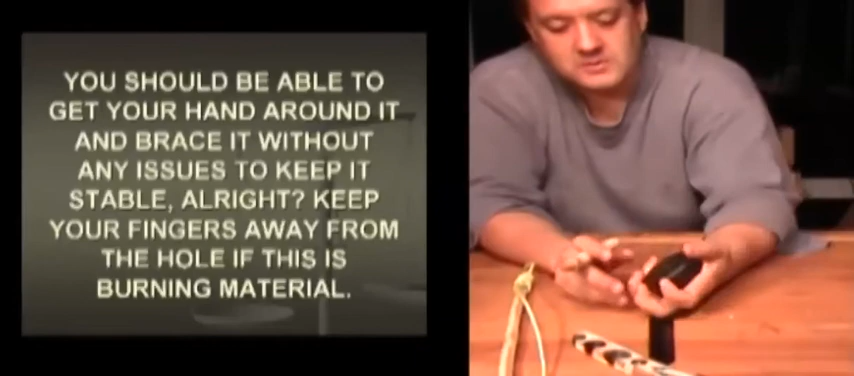 YOU SHOULD BE ABLE TO
GET YOUR HAND AROUND IT
AND BRACE IT WITHOUT
ANY ISSUES TO KEEP IT
STABLE, ALRIGHT? KEEP
YOUR FINGERS AWAY FROM
THE HOLE IF THIS IS
BURNING MATERIAL.